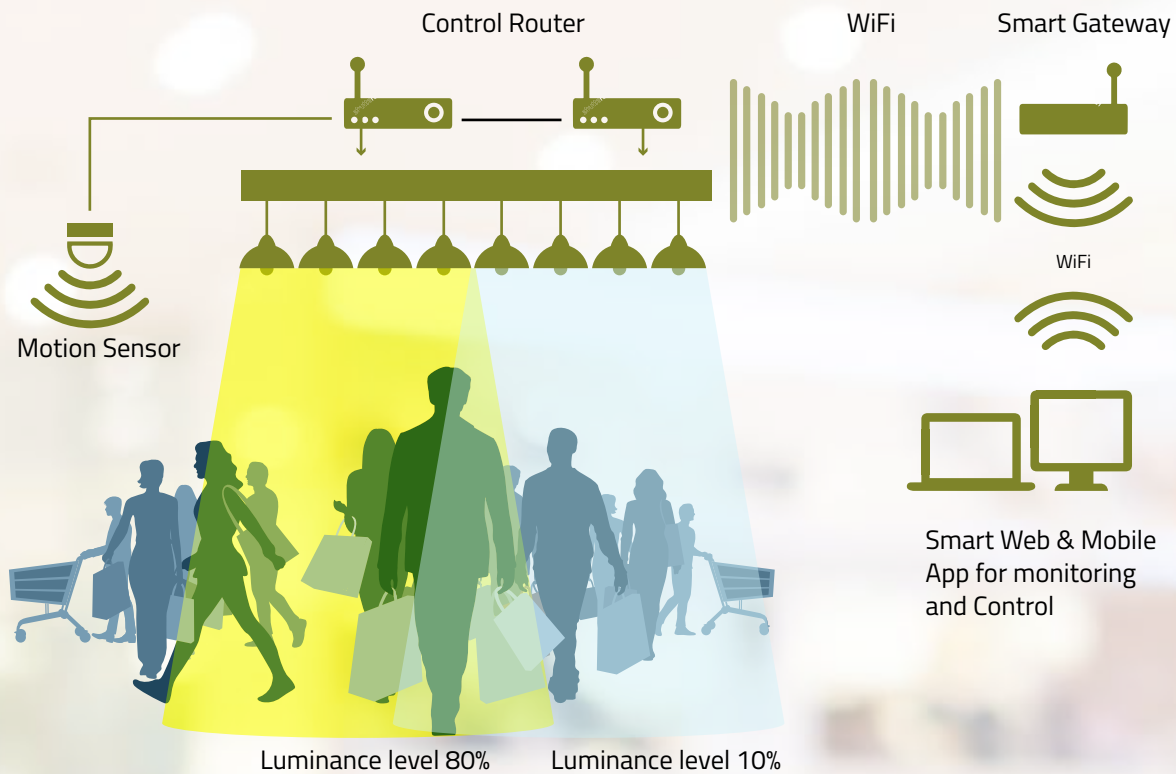 Control Router
WiFi
Smart Gateway
WiFi
Motion Sensor
Smart Web & Mobile
App for monitoring
and Control
Luminance level 80%
Luminance level 10%